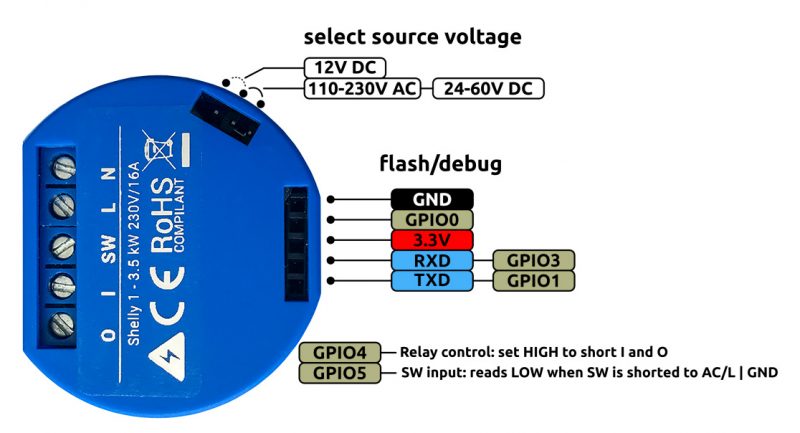 select source voltage
12V DC
110-230V AC 24-60V DC
flash/debug
GND
GPIO0
3.3V
RXD GPIO3
TXD GPIO1
GPIO4 Relay control: set HIGH to short I and O
GPIO5 SW input: reads LOW when SW is shorted to AC/L | GND
O I SW L N
Shelly 1 - 3.5 kW 230V/16A
CE RoHS
COMPILANT